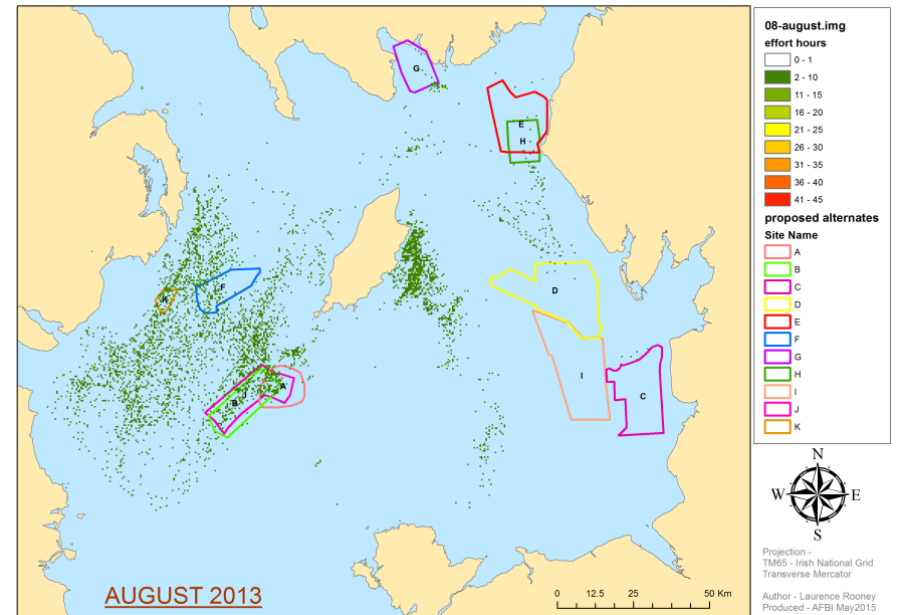 G
E
H
F
K
D
J
A
B
I
C
AUGUST 2013
0 12.5 25 50 Km
08-august.img
effort hours
0 - 1
2 - 10
11 - 15
16 - 20
21 - 25
26 - 30
31 - 35
36 - 40
41 - 45
proposed alternates
Site Name
A
B
C
D
E
F
G
H
I
J
K
N
W E
S
Projection -
TM65 - Irish National Grid
Transverse Mercator
Author - Laurence Rooney
Produced - AFBI May2015